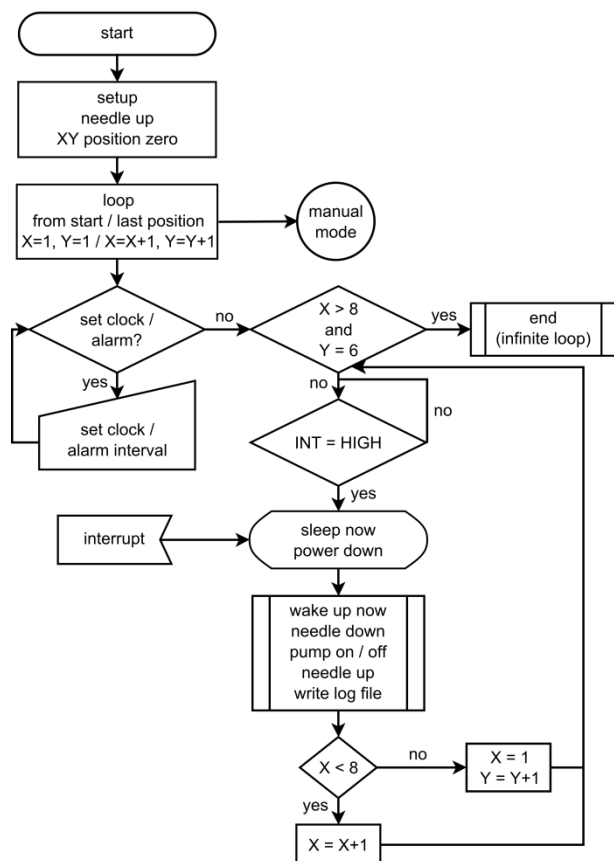 start
setup
needle up
XY position zero
loop
from start / last position
X=1, Y=1 / X=X+1, Y=Y+1
manual
mode
set clock /
alarm?
no
X > 8
and
Y = 6
yes
end
(infinite loop)
yes
set clock /
alarm interval
no
no
INT = HIGH
yes
interrupt
sleep now
power down
wake up now
needle down
pump on / off
needle up
write log file
X < 8
no
X = 1
Y = Y+1
yes
X = X+1